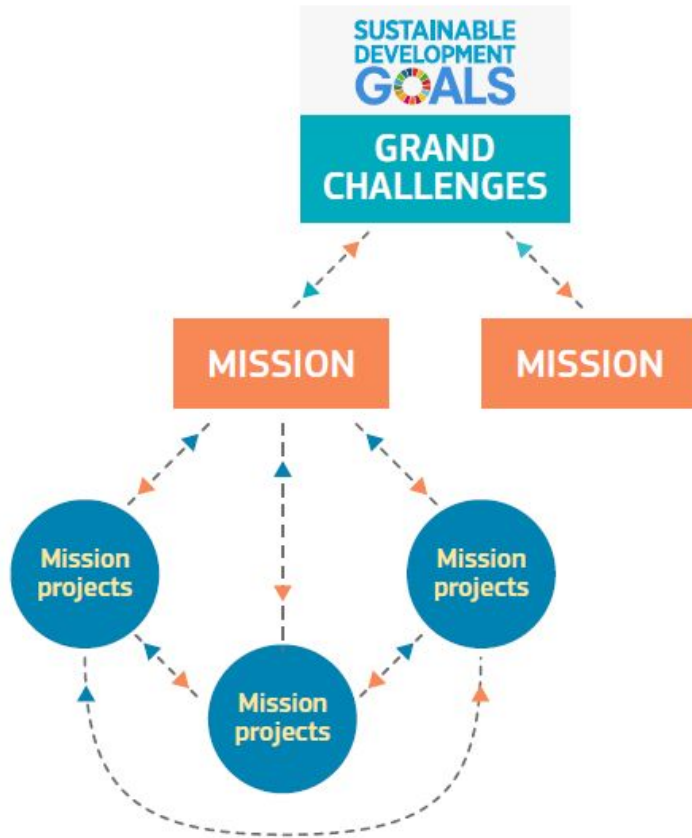 SUSTAINABLE
DEVELOPMENT
GOALS
GRAND
CHALLENGES
MISSION
MISSION
Mission
projects
Mission
projects
Mission
projects